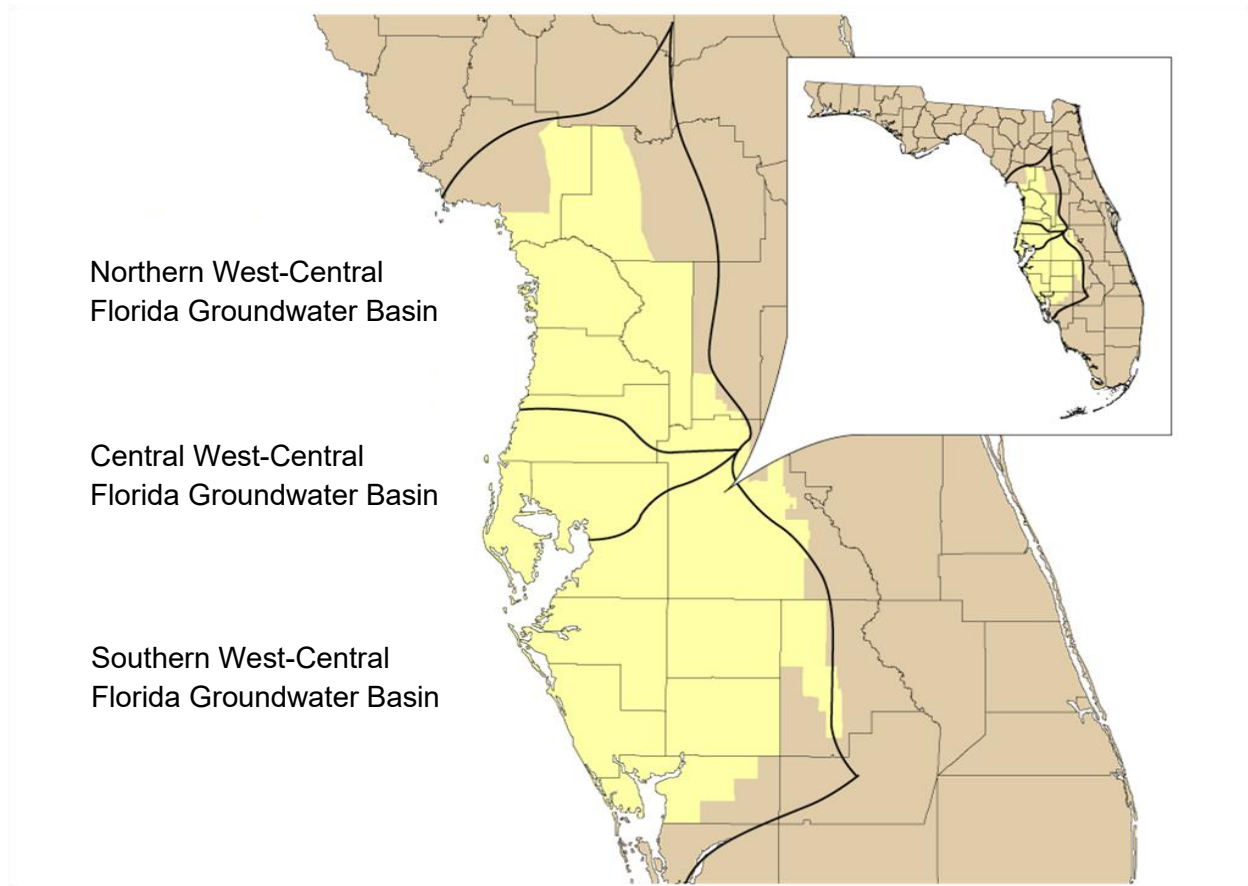 Northern West-Central
Florida Groundwater Basin
Central West-Central
Florida Groundwater Basin
Southern West-Central
Florida Groundwater Basin